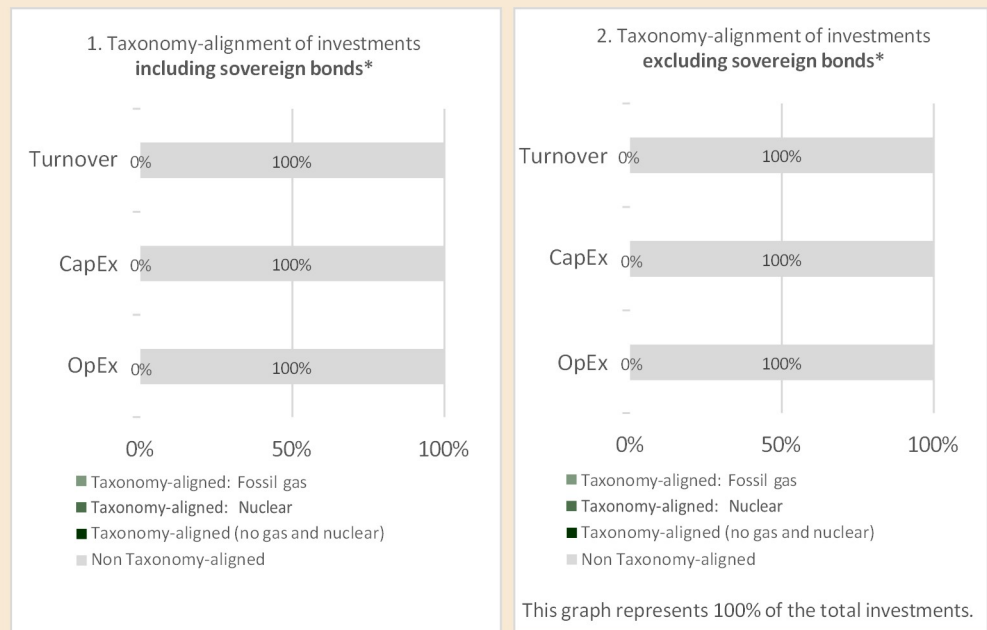 1. Taxonomy-alignment of investments
including sovereign bonds*
Turnover 0% 100%
CapEx 0% 100%
OpEx 0% 100%
0% 50% 100%
Taxonomy-aligned: Fossil gas
Taxonomy-aligned: Nuclear
Taxonomy-aligned (no gas and nuclear)
Non Taxonomy-aligned
2. Taxonomy-alignment of investments
excluding sovereign bonds*
Turnover 0% 100%
CapEx 0% 100%
OpEx 0% 100%
0% 50% 100%
Taxonomy-aligned: Fossil gas
Taxonomy-aligned: Nuclear
Taxonomy-aligned (no gas and nuclear)
Non Taxonomy-aligned
This graph represents 100% of the total investments.